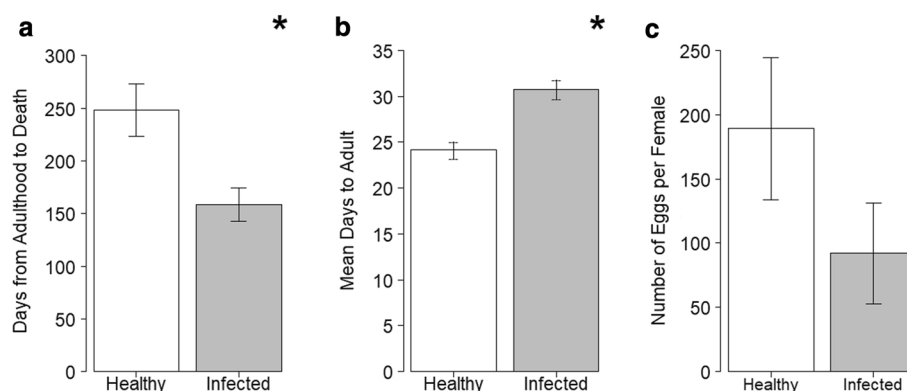 a
*
Days from Adulthood to Death
300
250
200
150
100
50
0
Healthy
Infected
b
*
Mean Days to Adult
35
30
25
20
15
10
5
0
Healthy
Infected
c
Number of Eggs per Female
250
200
150
100
50
0
Healthy
Infected